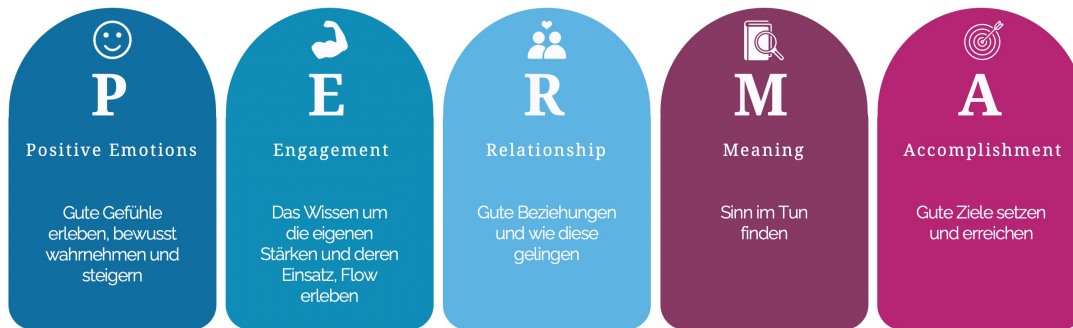 P
Positive Emotions
Gute Gefühle
erleben, bewusst
wahrnehmen und
steigern
E
Engagement
Das Wissen um
die eigenen
Stärken und deren
Einsatz, Flow
erleben
R
Relationship
Gute Beziehungen
und wie diese
gelingen
M
Meaning
Sinn im Tun
finden
A
Accomplishment
Gute Ziele setzen
und erreichen